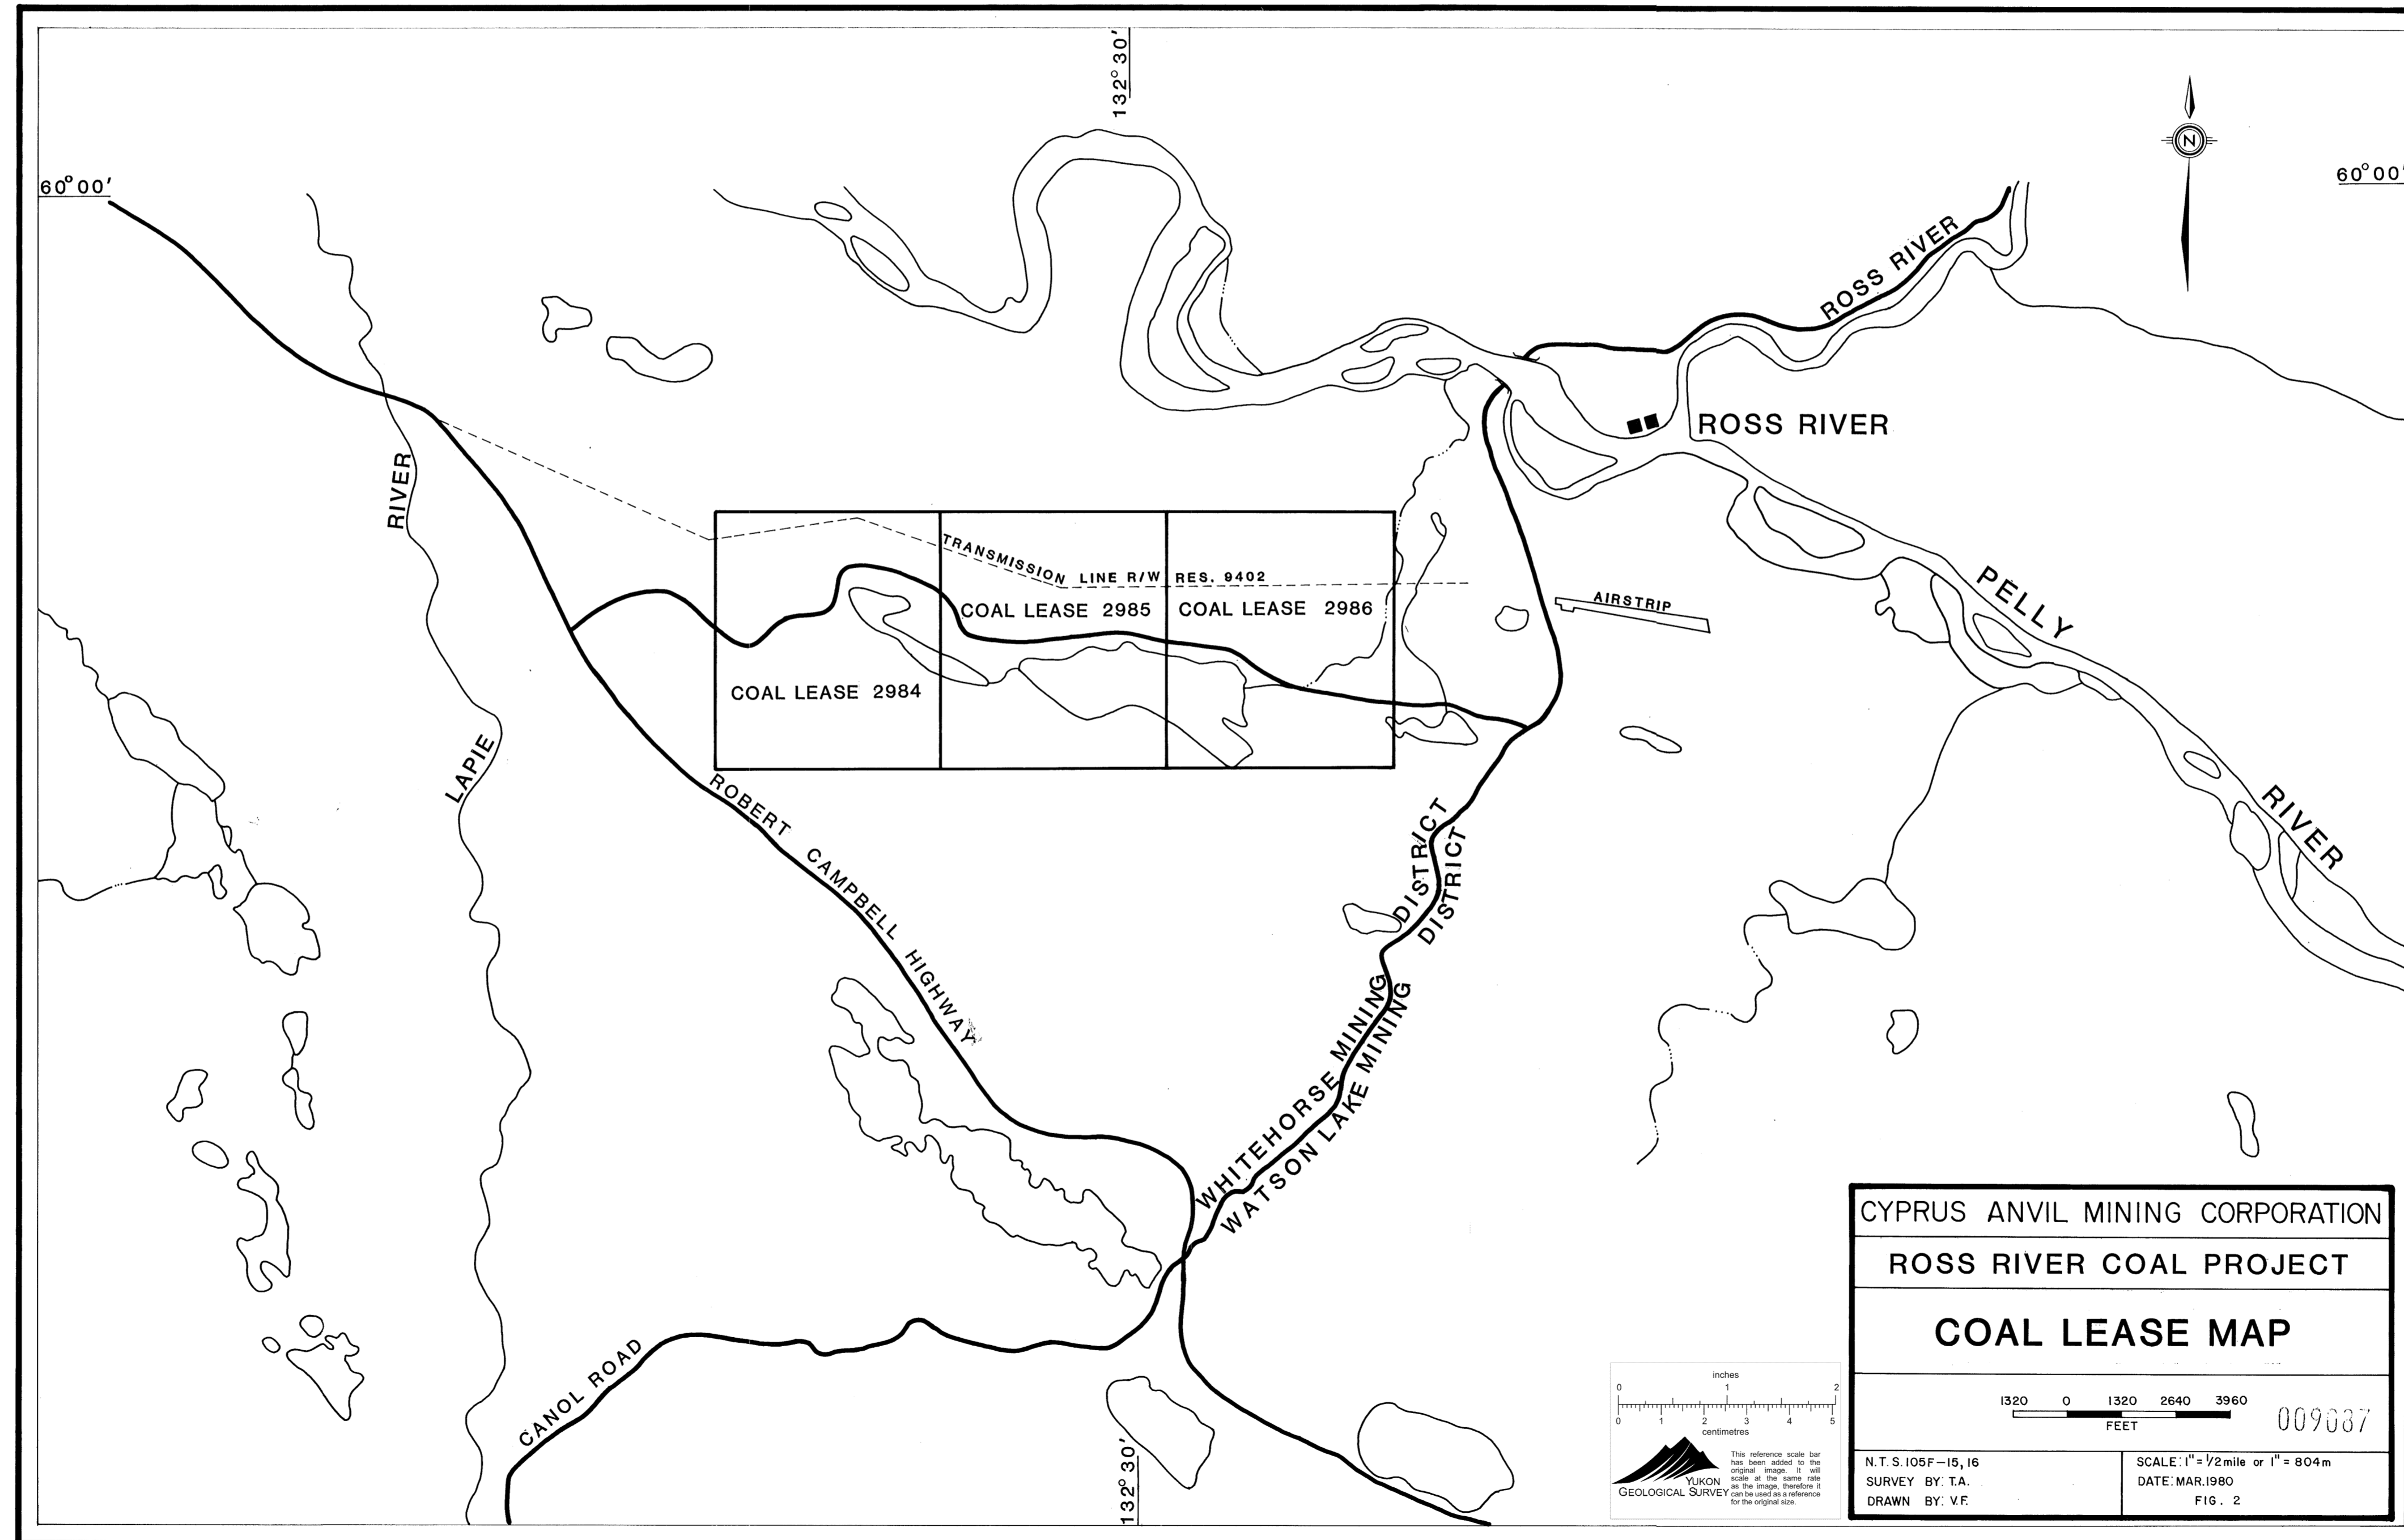 132° 30'
60° 00'
60° 00'
ROSS RIVER
ROSS RIVER
RIVER
TRANSMISSION LINE R/W RES. 9402
COAL LEASE 2985
COAL LEASE 2986
AIRSTRIP
PELLY
COAL LEASE 2984
LAPIE
RIVER
ROBERT CAMPBELL HIGHWAY
WHITEHORSE MINING DISTRICT
WATSON LAKE MINING DISTRICT
CANOL ROAD
132° 30'
N
CYPRUS ANVIL MINING CORPORATION
ROSS RIVER COAL PROJECT
COAL LEASE MAP
1320 0 1320 2640 3960
FEET
009087
N.T.S. 105F-15, 16
SURVEY BY: T.A.
DRAWN BY: V.F.
SCALE: 1" = 1/2 mile or 1" = 804m
DATE: MAR. 1980
FIG. 2
inches
0 1 2
0 1 2 3 4 5
centimetres
YUKON
GEOLOGICAL SURVEY
This reference scale bar
has been added to the
original image. It will
scale at the same rate
as the image, therefore it
can be used as a reference
for the original size.